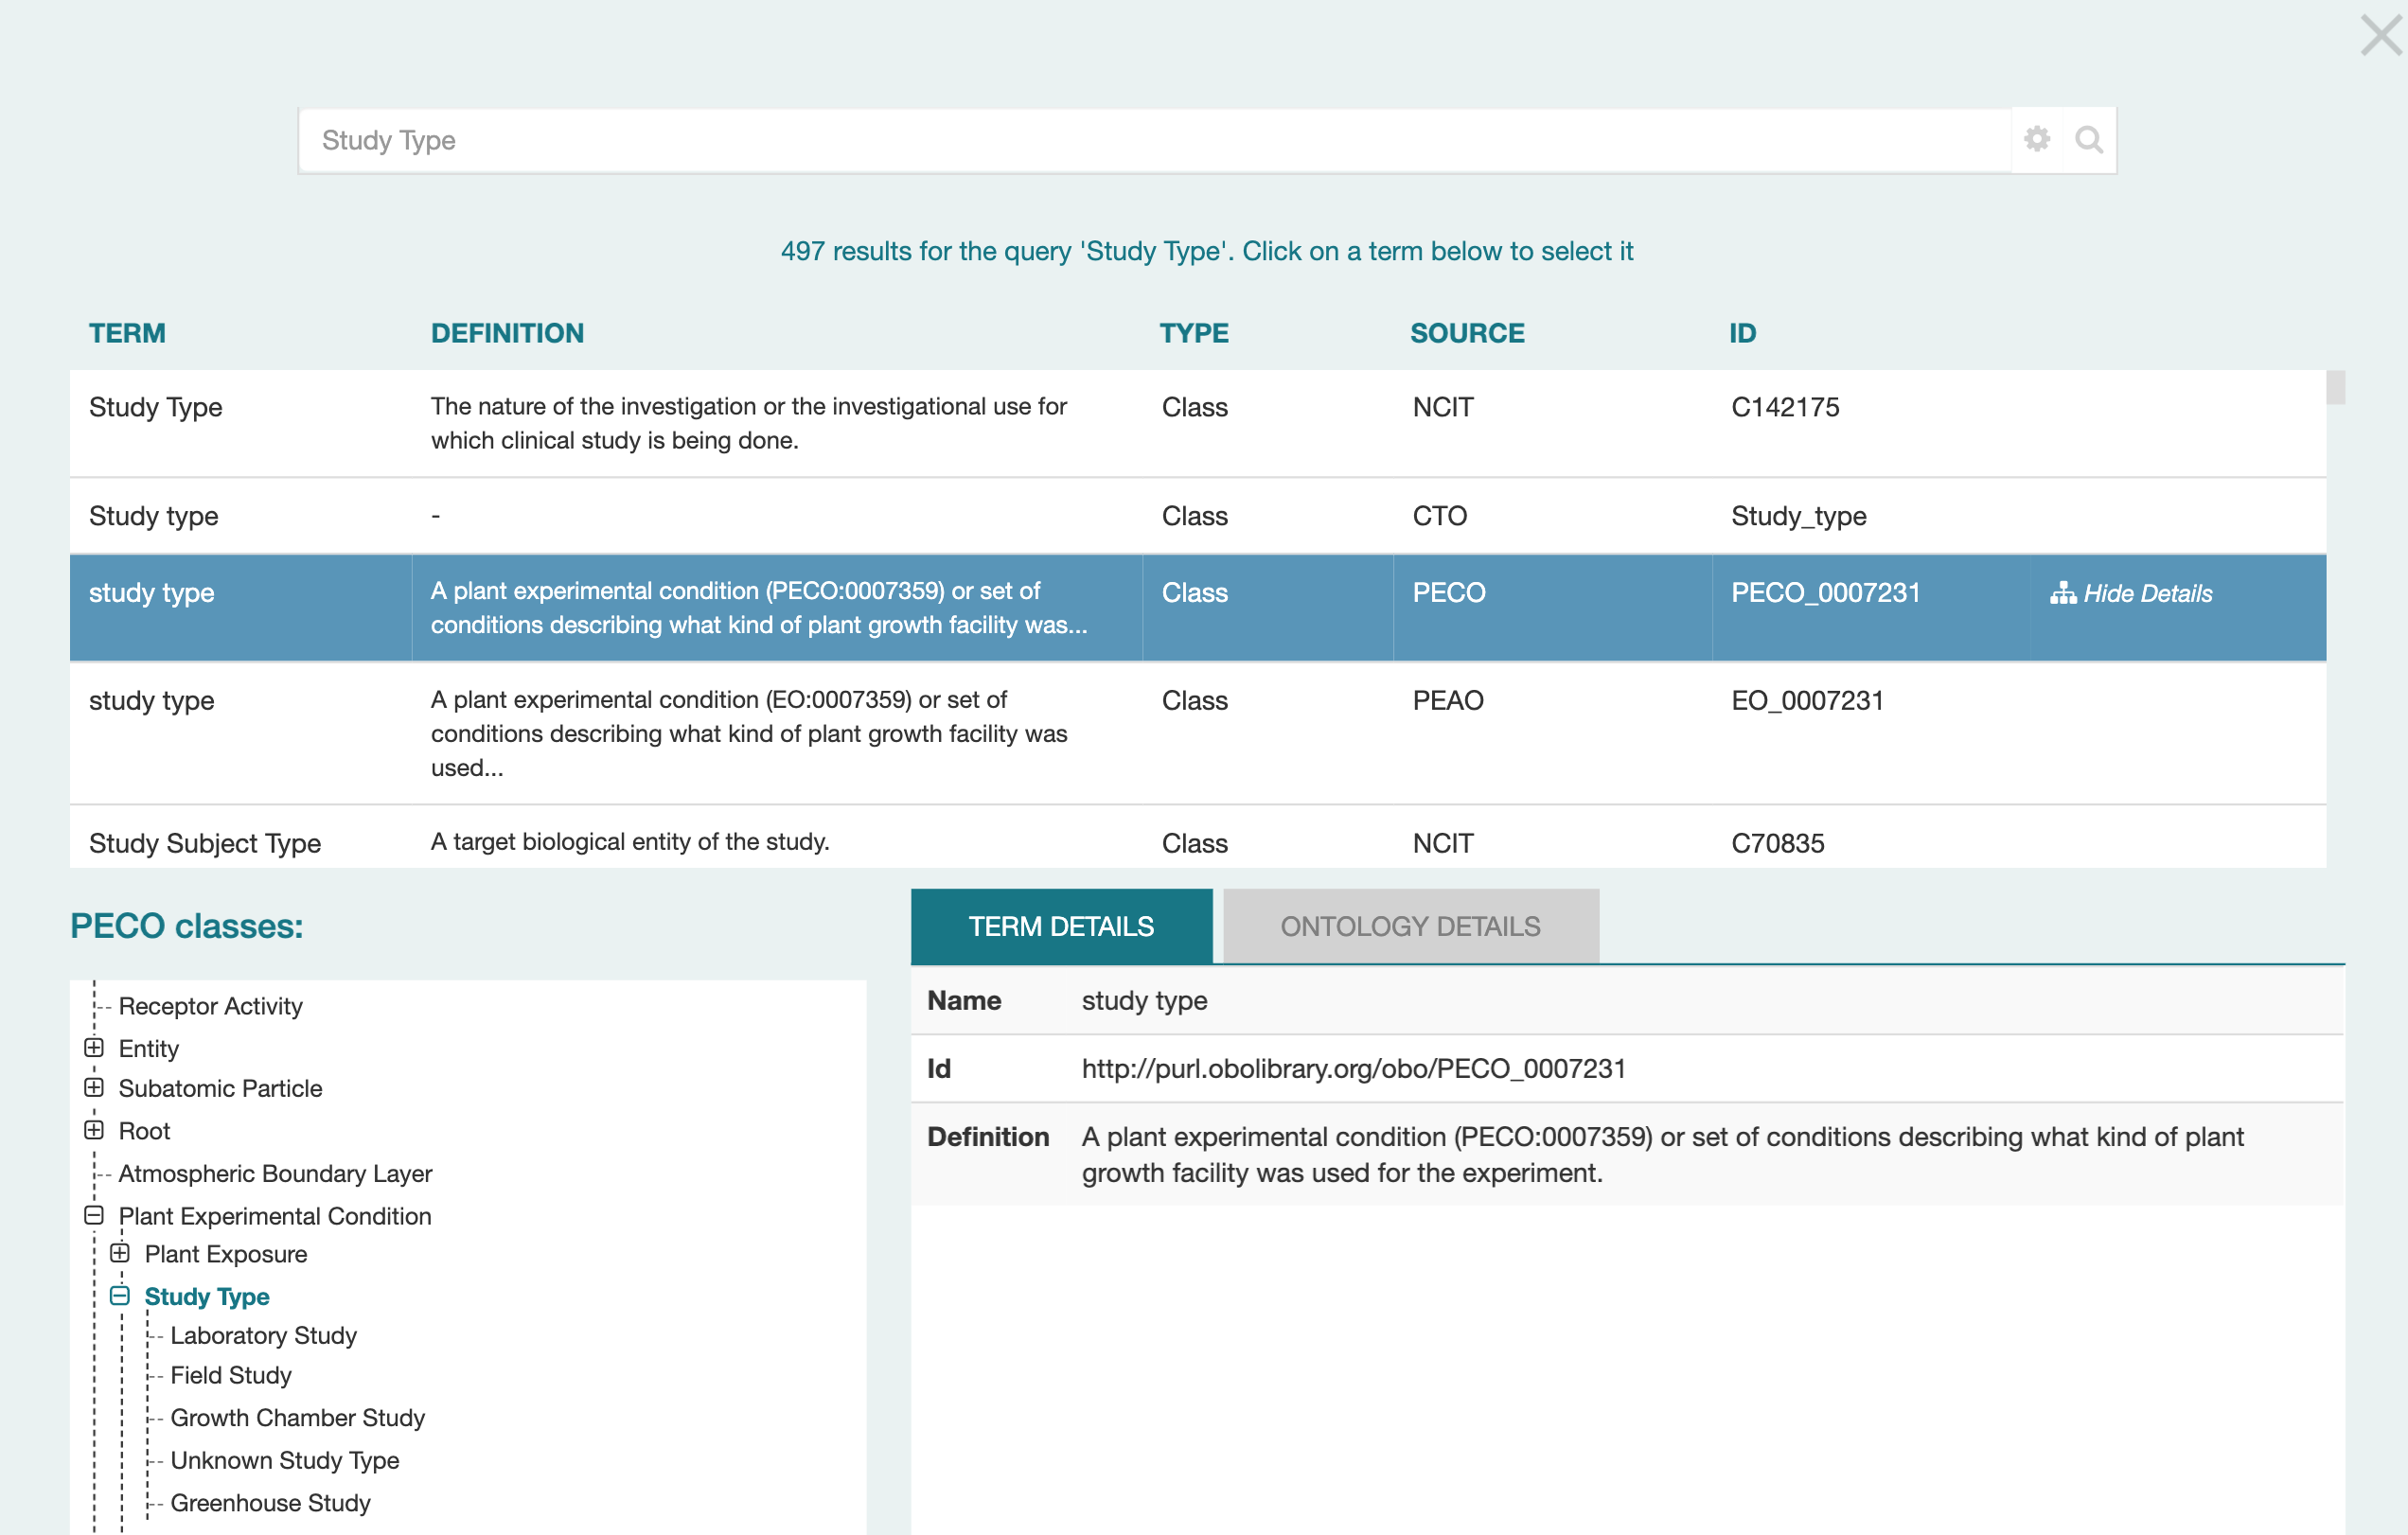 Study Type
497 results for the query 'Study Type'. Click on a term below to select it
TERM DEFINITION TYPE SOURCE ID
Study Type The nature of the investigation or the investigational use for Class NCIT C142175
which clinical study is being done.
Study type - Class CTO Study_type
study type A plant experimental condition (PECO:0007359) or set of Class PECO PECO_0007231 Hide Details
conditions describing what kind of plant growth facility was...
study type A plant experimental condition (EO:0007359) or set of Class PEAO EO_0007231
conditions describing what kind of plant growth facility was
used...
Study Subject Type A target biological entity of the study. Class NCIT C70835
PECO classes:
Receptor Activity
Entity
Subatomic Particle
Root
Atmospheric Boundary Layer
Plant Experimental Condition
Plant Exposure
Study Type
Laboratory Study
Field Study
Growth Chamber Study
Unknown Study Type
Greenhouse Study
TERM DETAILS ONTOLOGY DETAILS
Name study type
Id http://purl.obolibrary.org/obo/PECO_0007231
Definition A plant experimental condition (PECO:0007359) or set of conditions describing what kind of plant
growth facility was used for the experiment.